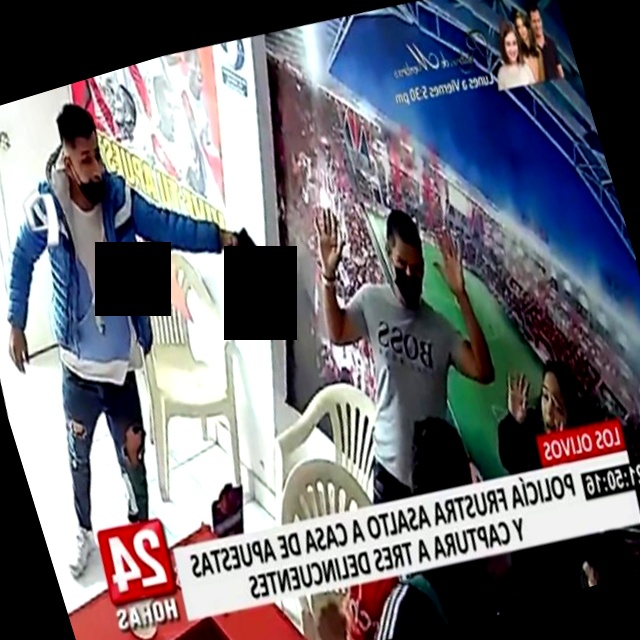 Lunes a Viernes 5:30 pm
BOSS
LOS OLIVOS
:50:16
POLICÍA FRUSTRA ASALTO A CASA DE APUESTAS
Y CAPTURA A TRES DELINCUENTES
24
HORAS